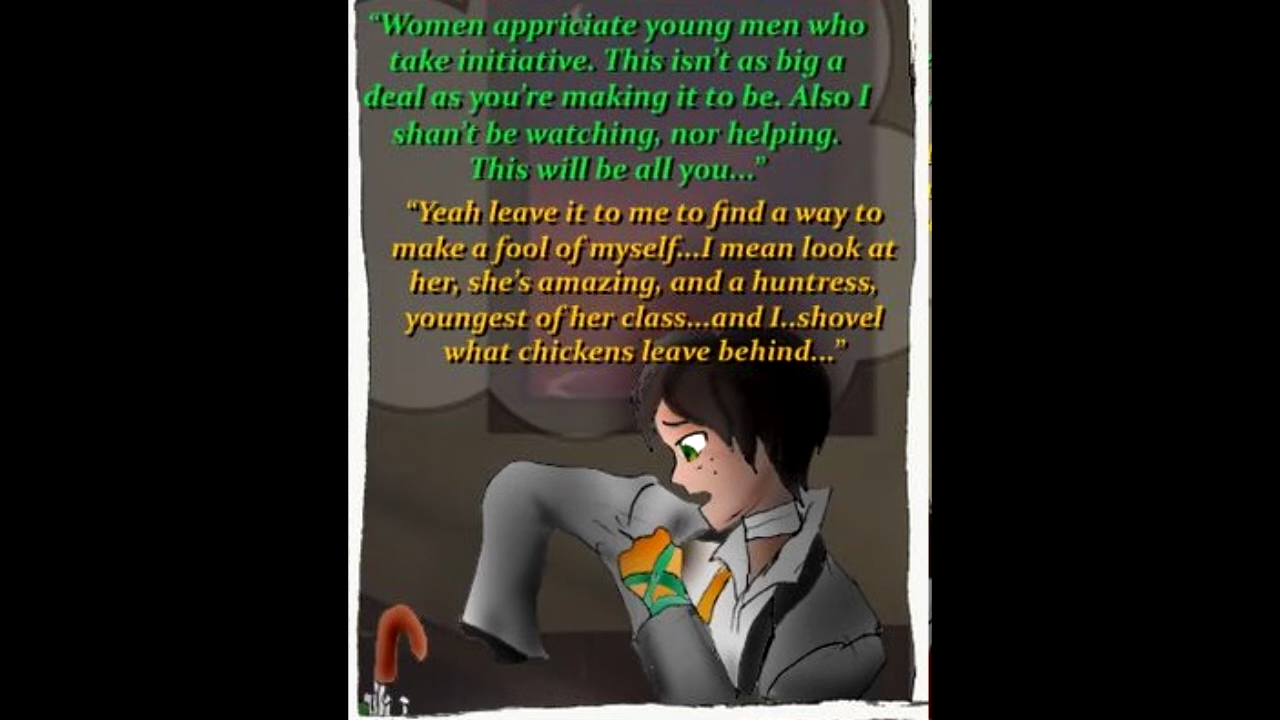 “Women appriciate young men who
take initiative. This isn’t as big a
deal as you’re making it to be. Also I
shan’t be watching, nor helping.
This will be all you...”
“Yeah leave it to me to find a way to
make a fool of myself...I mean look at
her, she’s amazing, and a huntress,
youngest of her class...and I..shovel
what chickens leave behind...”